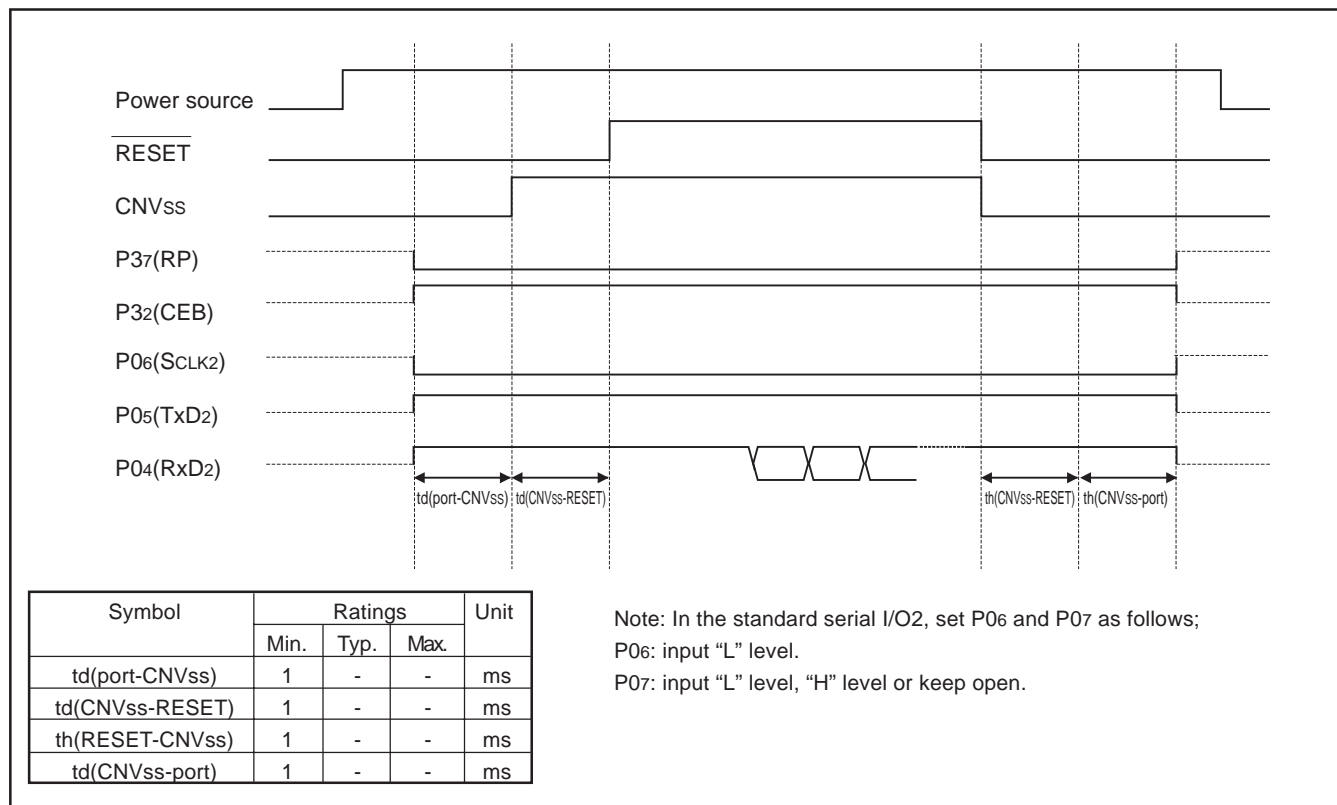 Power source
RESET
CNVss
P37(RP)
P32(CEB)
P06(SCLK2)
P05(TxD2)
P04(RxD2)
td(port-CNVss) td(CNVss-RESET) th(CNVss-RESET) th(CNVss-port)
Symbol Ratings Unit
Min. Typ. Max.
td(port-CNVss) 1 - - ms
td(CNVss-RESET) 1 - - ms
th(RESET-CNVss) 1 - - ms
td(CNVss-port) 1 - - ms
Note: In the standard serial I/O2, set P06 and P07 as follows;
P06: input “L” level.
P07: input “L” level, “H” level or keep open.